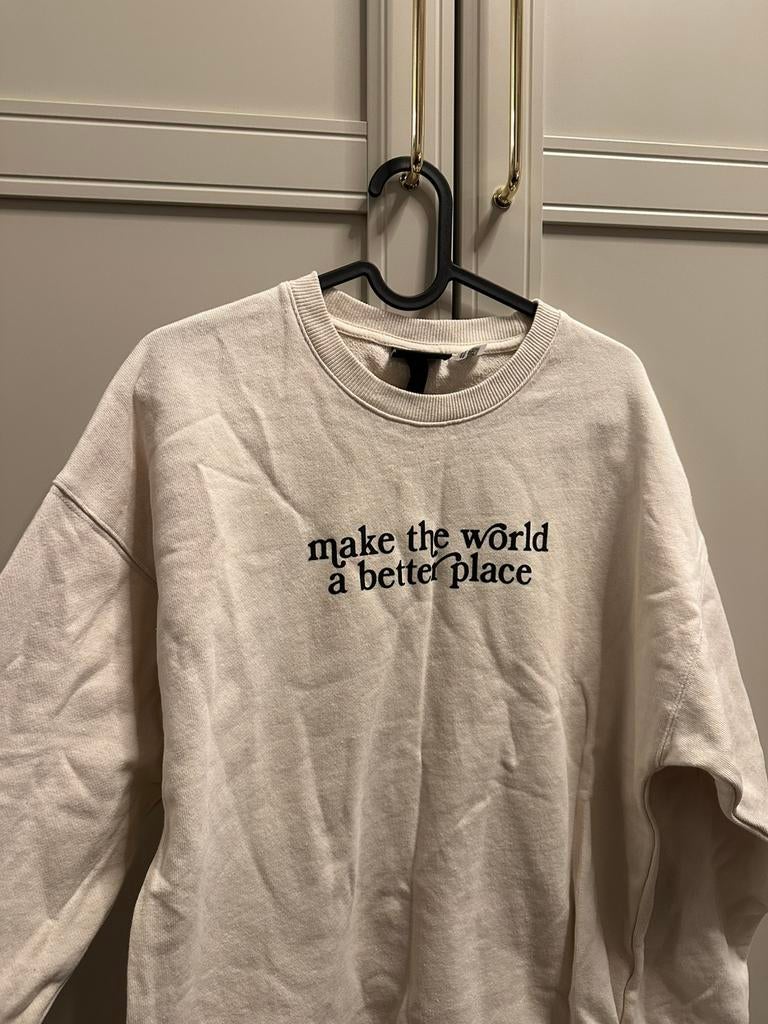 make the world
a better place